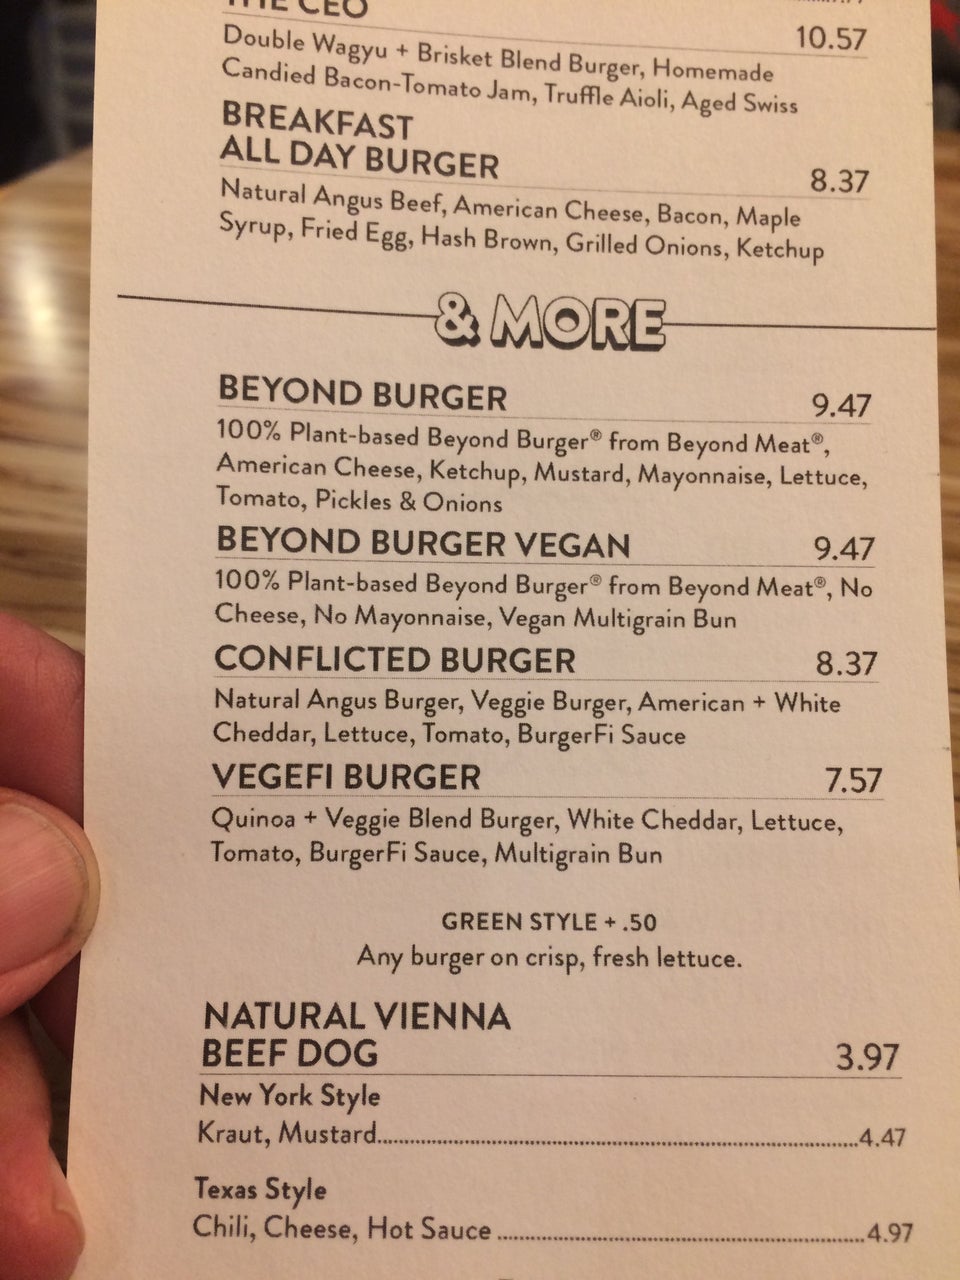 THE CEO 10.57
Double Wagyu + Brisket Blend Burger, Homemade
Candied Bacon-Tomato Jam, Truffle Aioli, Aged Swiss
BREAKFAST
ALL DAY BURGER 8.37
Natural Angus Beef, American Cheese, Bacon, Maple
Syrup, Fried Egg, Hash Brown, Grilled Onions, Ketchup
& MORE
BEYOND BURGER 9.47
100% Plant-based Beyond Burger® from Beyond Meat®,
American Cheese, Ketchup, Mustard, Mayonnaise, Lettuce,
Tomato, Pickles & Onions
BEYOND BURGER VEGAN 9.47
100% Plant-based Beyond Burger® from Beyond Meat®, No
Cheese, No Mayonnaise, Vegan Multigrain Bun
CONFLICTED BURGER 8.37
Natural Angus Burger, Veggie Burger, American + White
Cheddar, Lettuce, Tomato, BurgerFi Sauce
VEGEFI BURGER 7.57
Quinoa + Veggie Blend Burger, White Cheddar, Lettuce,
Tomato, BurgerFi Sauce, Multigrain Bun
GREEN STYLE + .50
Any burger on crisp, fresh lettuce.
NATURAL VIENNA
BEEF DOG 3.97
New York Style
Kraut, Mustard 4.47
Texas Style
Chili, Cheese, Hot Sauce 4.97